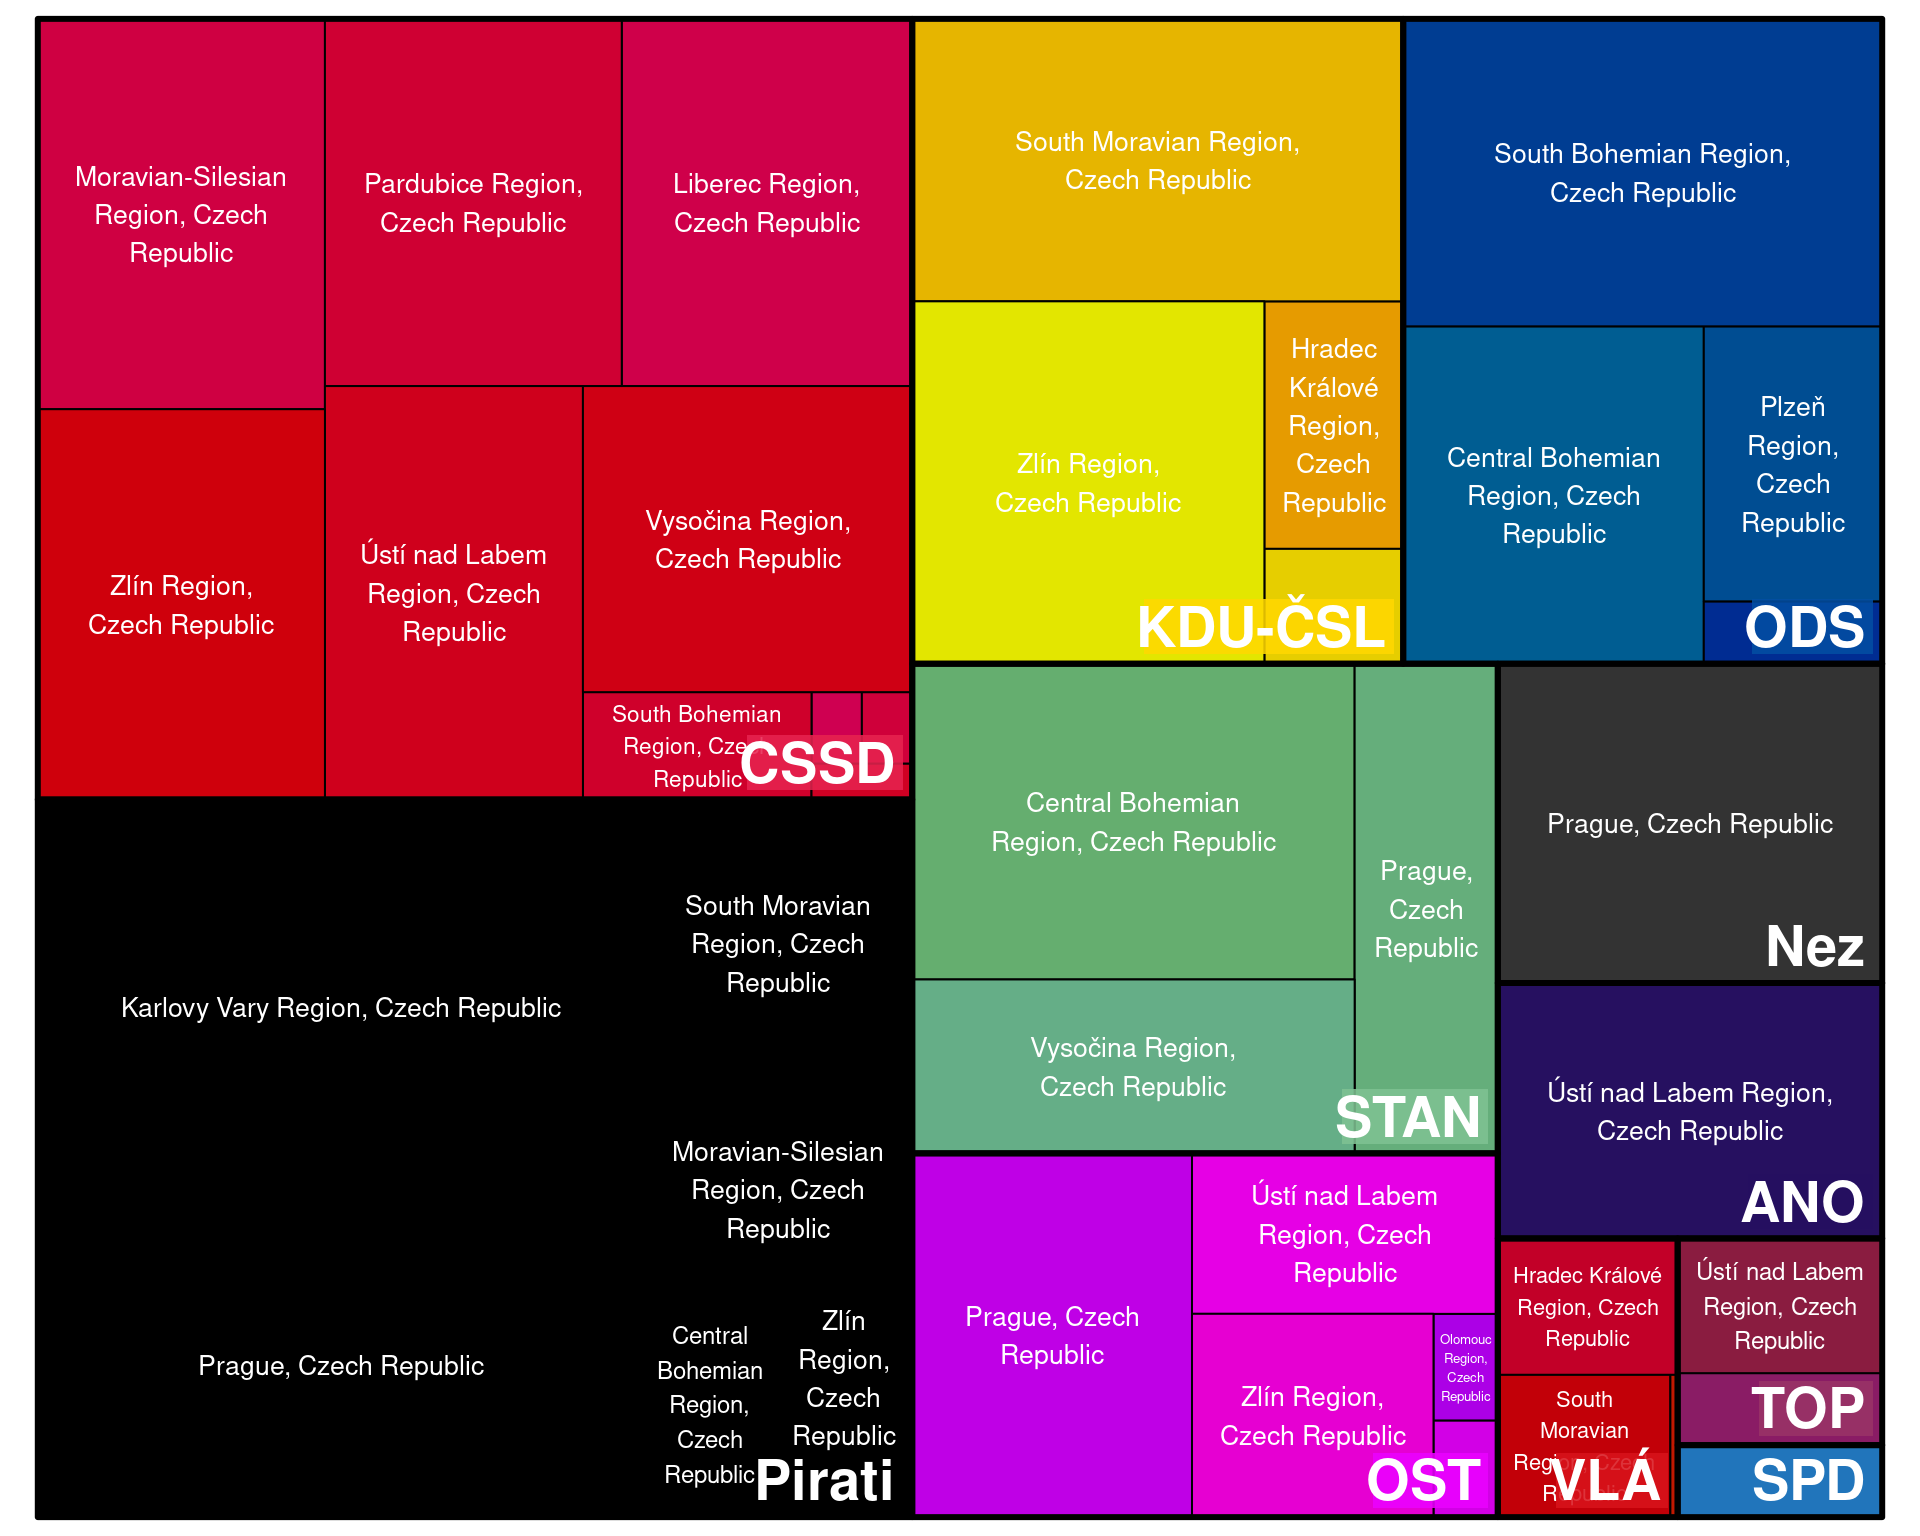 Moravian-Silesian
Region, Czech
Republic
Pardubice Region,
Czech Republic
Liberec Region,
Czech Republic
Zlín Region,
Czech Republic
Ústí nad Labem
Region, Czech
Republic
Vysočina Region,
Czech Republic
South Bohemian
Region, Czech
Republic
CSSD
South Moravian Region,
Czech Republic
Zlín Region,
Czech Republic
Hradec
Králové
Region,
Czech
Republic
KDU-ČSL
South Bohemian Region,
Czech Republic
Central Bohemian
Region, Czech
Republic
Plzeň
Region,
Czech
Republic
ODS
Karlovy Vary Region, Czech Republic
South Moravian
Region, Czech
Republic
Moravian-Silesian
Region, Czech
Republic
Prague, Czech Republic
Central
Bohemian
Region,
Czech
Republic
Zlín
Region,
Czech
Republic
Pirati
Central Bohemian
Region, Czech Republic
Prague,
Czech
Republic
Vysočina Region,
Czech Republic
STAN
Prague, Czech Republic
Nez
Ústí nad Labem Region,
Czech Republic
ANO
Prague, Czech
Republic
Ústí nad Labem
Region, Czech
Republic
Zlín Region,
Czech Republic
Olomouc
Region,
Czech
Republic
OST
Hradec Králové
Region, Czech
Republic
South
Moravian
Region, Czech
Republic
VLÁ
Ústí nad Labem
Region, Czech
Republic
TOP
SPD